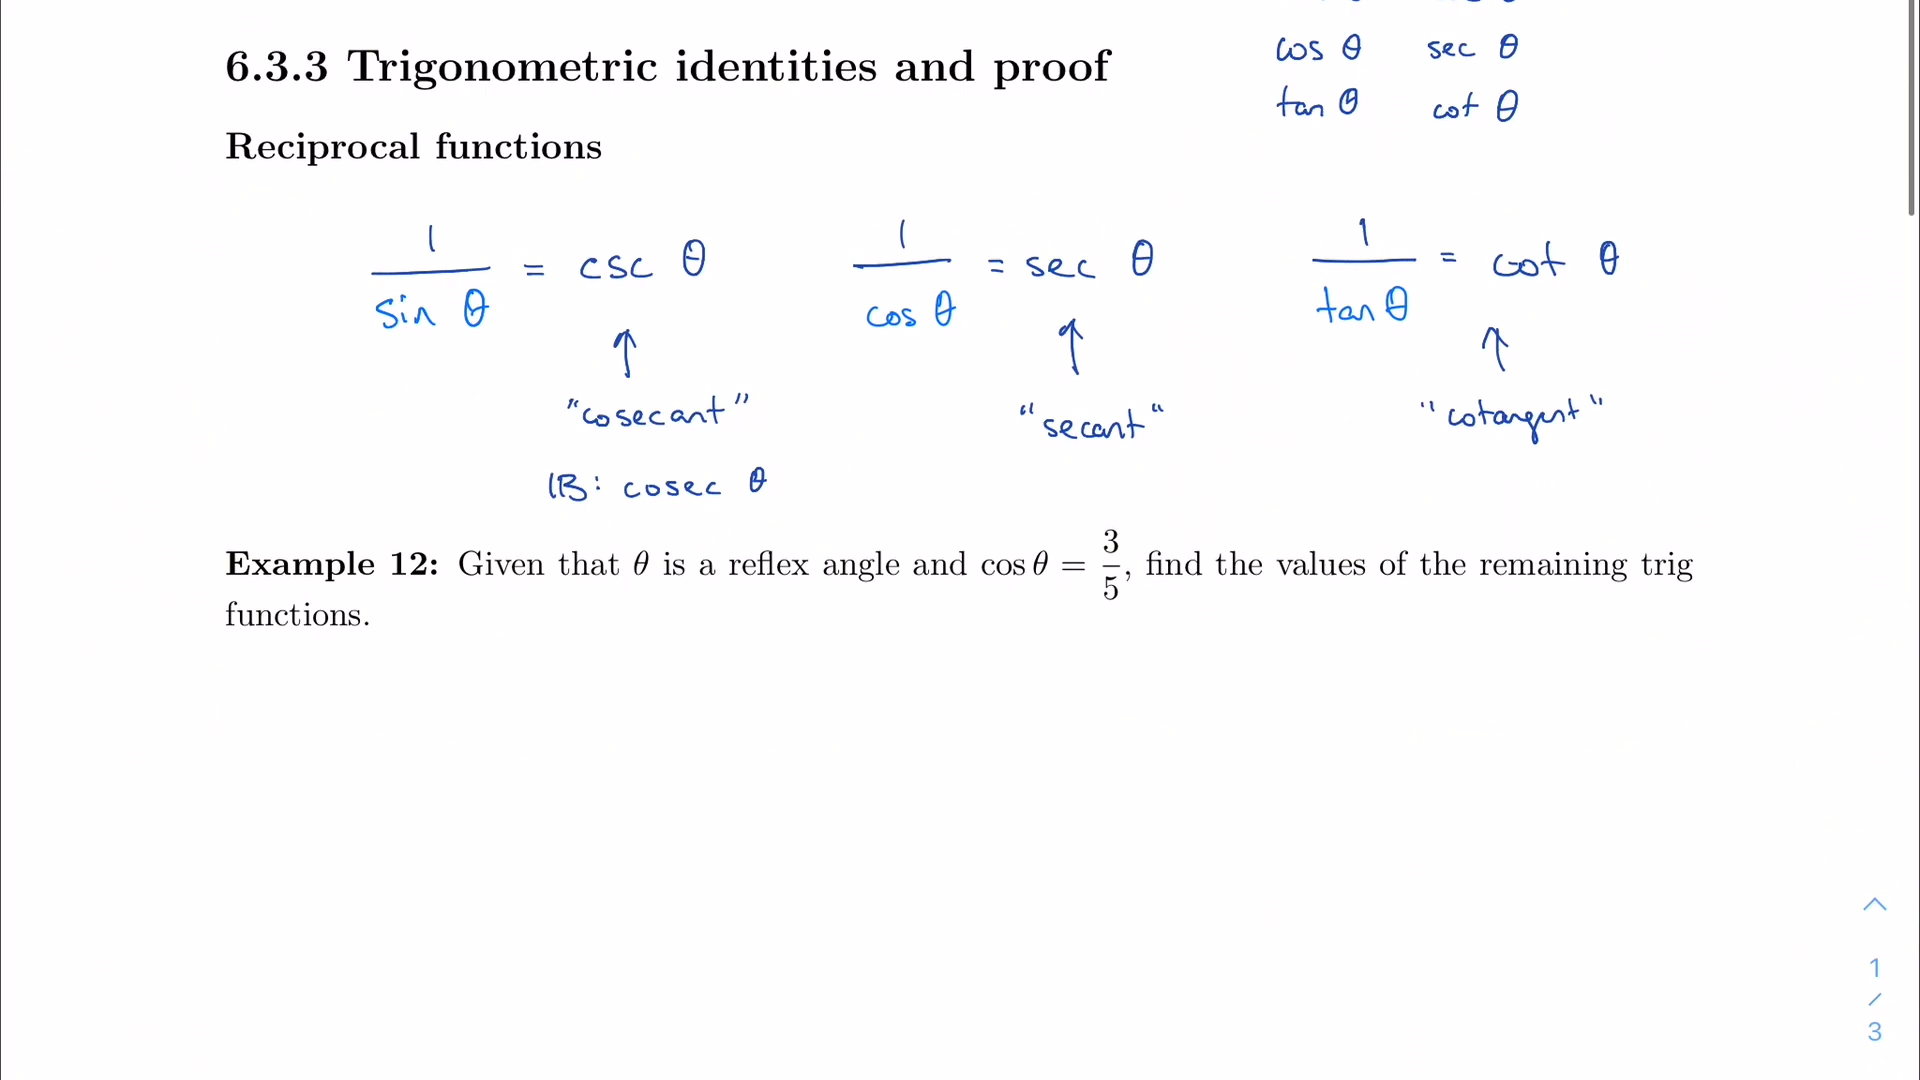 6.3.3 Trigonometric identities and proof
cos θ sec θ
tan θ cot θ
Reciprocal functions
1/sin θ = csc θ 1/cos θ = sec θ 1/tan θ = cot θ
"cosecant" "secant" "cotangent"
IB: cosec θ
Example 12: Given that θ is a reflex angle and cos θ = 3/5, find the values of the remaining trig
functions.
1
/
3